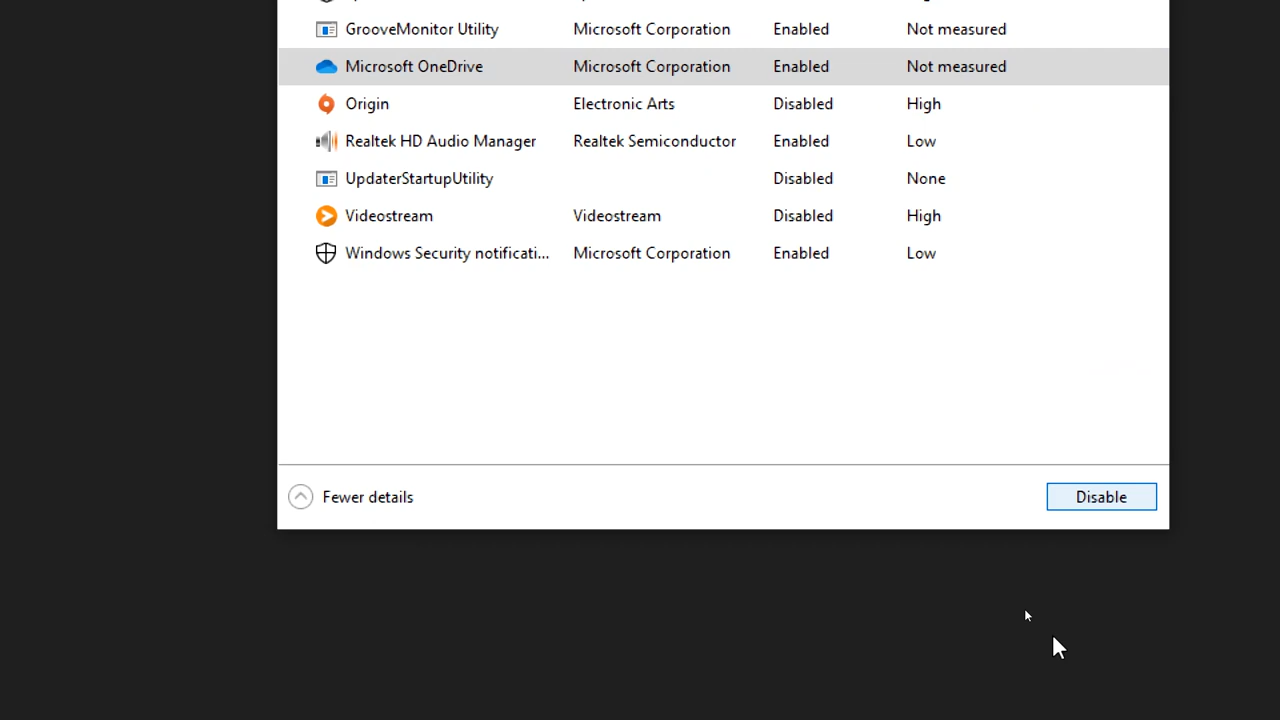 GrooveMonitor Utility Microsoft Corporation Enabled Not measured
Microsoft OneDrive Microsoft Corporation Enabled Not measured
Origin Electronic Arts Disabled High
Realtek HD Audio Manager Realtek Semiconductor Enabled Low
UpdaterStartupUtility Disabled None
Videostream Videostream Disabled High
Windows Security notificati... Microsoft Corporation Enabled Low
Fewer details Disable